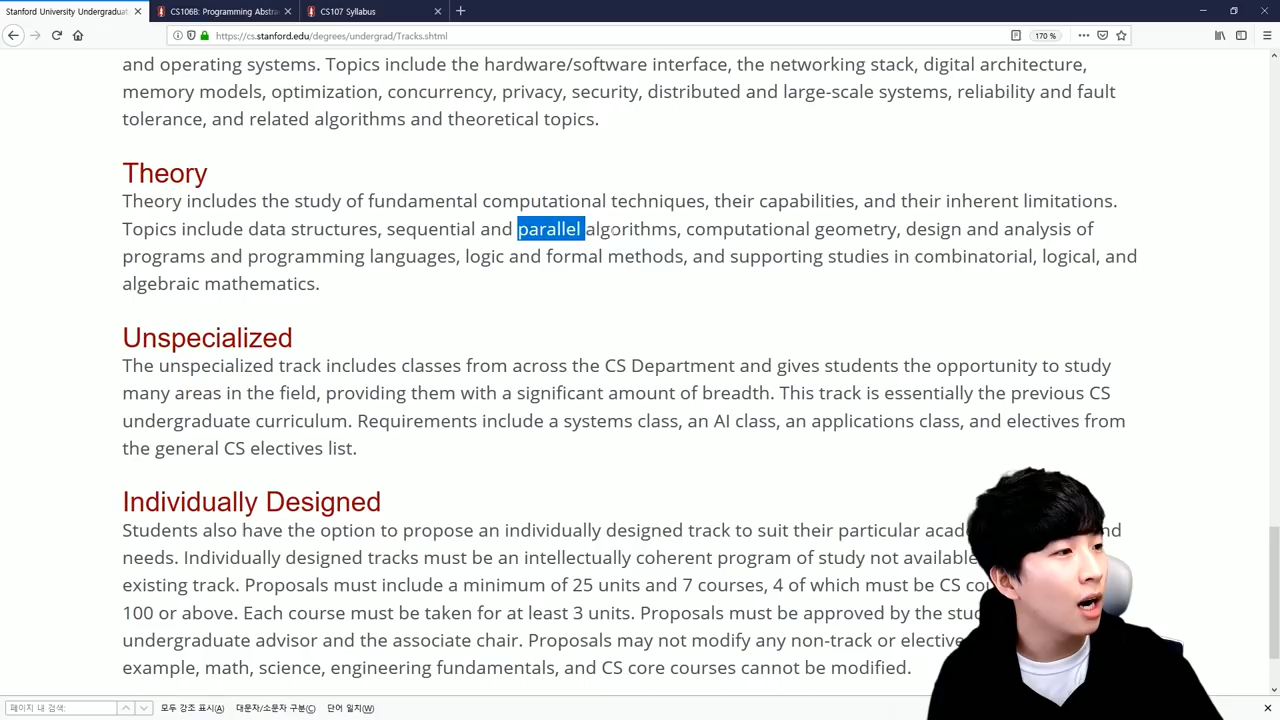 Stanford University Undergradua
CS106B: Programming Abstra
CS107 Syllabus
https://cs.stanford.edu/degrees/undergrad/Tracks.shtml
170 %
and operating systems. Topics include the hardware/software interface, the networking stack, digital architecture,
memory models, optimization, concurrency, privacy, security, distributed and large-scale systems, reliability and fault
tolerance, and related algorithms and theoretical topics.
Theory
Theory includes the study of fundamental computational techniques, their capabilities, and their inherent limitations.
Topics include data structures, sequential and parallel algorithms, computational geometry, design and analysis of
programs and programming languages, logic and formal methods, and supporting studies in combinatorial, logical, and
algebraic mathematics.
Unspecialized
The unspecialized track includes classes from across the CS Department and gives students the opportunity to study
many areas in the field, providing them with a significant amount of breadth. This track is essentially the previous CS
undergraduate curriculum. Requirements include a systems class, an AI class, an applications class, and electives from
the general CS electives list.
Individually Designed
Students also have the option to propose an individually designed track to suit their particular acad nd
needs. Individually designed tracks must be an intellectually coherent program of study not available
existing track. Proposals must include a minimum of 25 units and 7 courses, 4 of which must be CS co
100 or above. Each course must be taken for at least 3 units. Proposals must be approved by the stud
undergraduate advisor and the associate chair. Proposals may not modify any non-track or elective
example, math, science, engineering fundamentals, and CS core courses cannot be modified.
페이지 내 검색:
모두 강조 표시(A)
대문자/소문자 구분(C)
단어 일치(W)